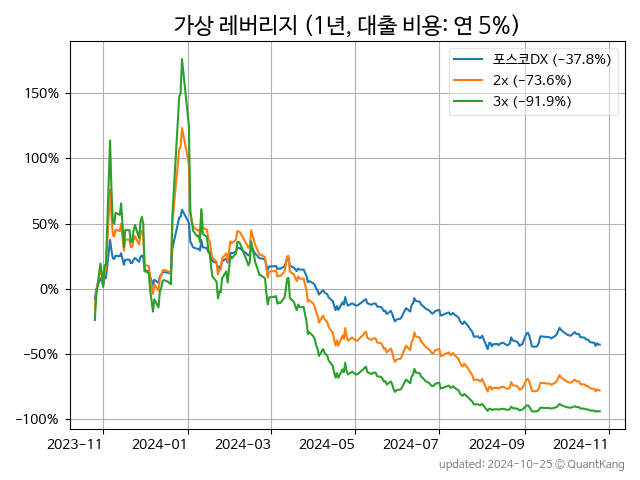 가상 레버리지 (1년, 대출 비용: 연 5%)
포스코DX (−37.8%)
2x (−73.6%)
3x (−91.9%)
150%
100%
50%
0%
−50%
−100%
2023-11
2024-01
2024-03
2024-05
2024-07
2024-09
2024-11
updated: 2024-10-25 © QuantKang